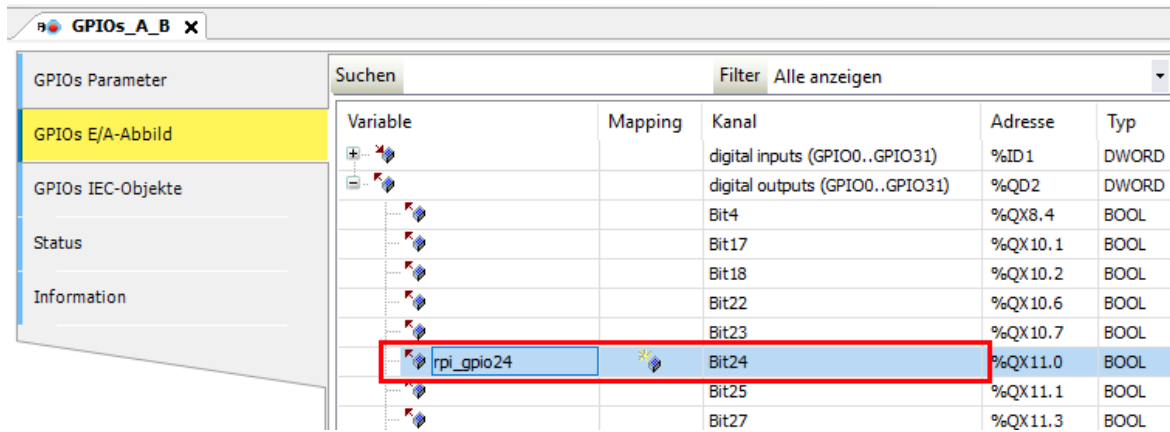 GPIOs_A_B X
GPIOs Parameter
GPIOs E/A-Abbild
GPIOs IEC-Objekte
Status
Information
Suchen Filter Alle anzeigen
Variable Mapping Kanal Adresse Typ
digital inputs (GPIO0..GPIO31) %ID1 DWORD
digital outputs (GPIO0..GPIO31) %QD2 DWORD
Bit4 %QX8.4 BOOL
Bit17 %QX10.1 BOOL
Bit18 %QX10.2 BOOL
Bit22 %QX10.6 BOOL
Bit23 %QX10.7 BOOL
rpi_gpio24 Bit24 %QX11.0 BOOL
Bit25 %QX11.1 BOOL
Bit27 %QX11.3 BOOL